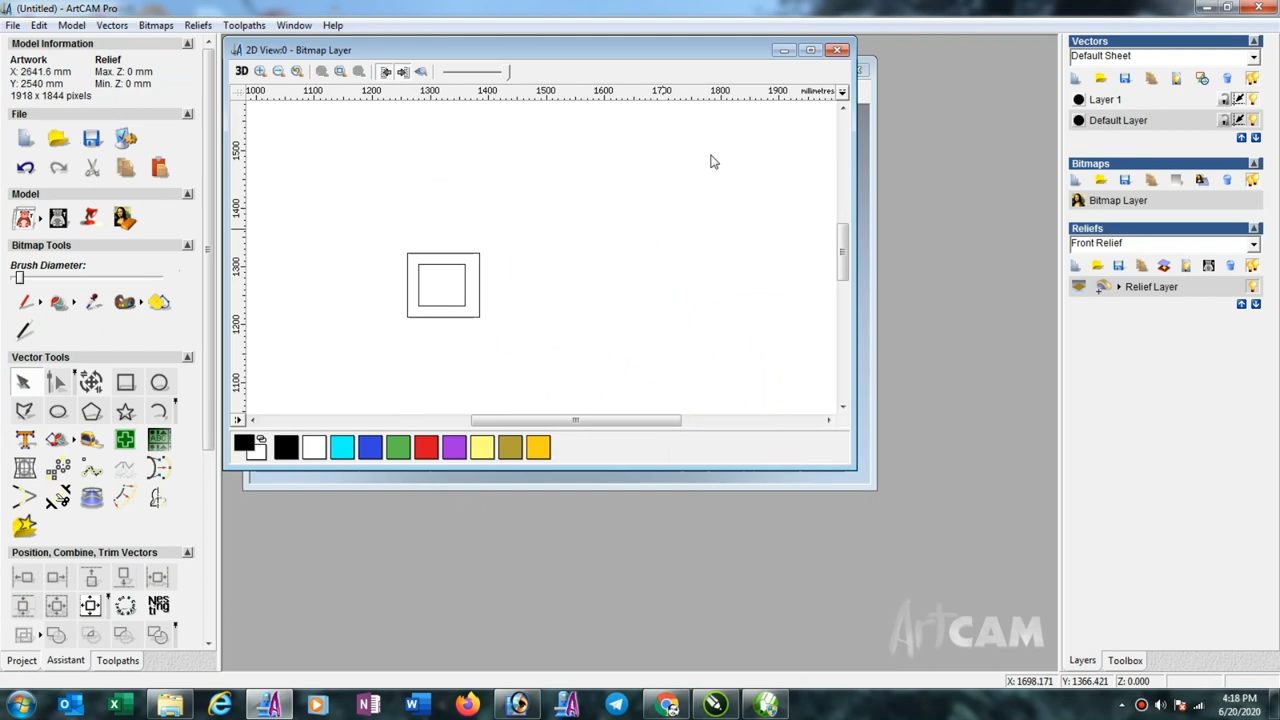 (Untitled) - ArtCAM Pro
File Edit Model Vectors Bitmaps Reliefs Toolpaths Window Help
Model Information
Artwork Relief
X: 2641.6 mm Max. Z: 0 mm
Y: 2540 mm Min. Z: 0 mm
1918 x 1844 pixels
File
Model
Bitmap Tools
Brush Diameter:
Vector Tools
Position, Combine, Trim Vectors
Nes
ting
Project Assistant Toolpaths
2D View:0 - Bitmap Layer
3D
1000 1100 1200 1300 1400 1500 1600 1700 1800 1900 millimetres
1500
1400
1300
1200
1100
ArtCAM
Vectors
Default Sheet
Layer 1
Default Layer
Bitmaps
Bitmap Layer
Reliefs
Front Relief
Relief Layer
Layers Toolbox
X: 1698.171 Y: 1366.421 Z: 0.000
4:18 PM
6/20/2020